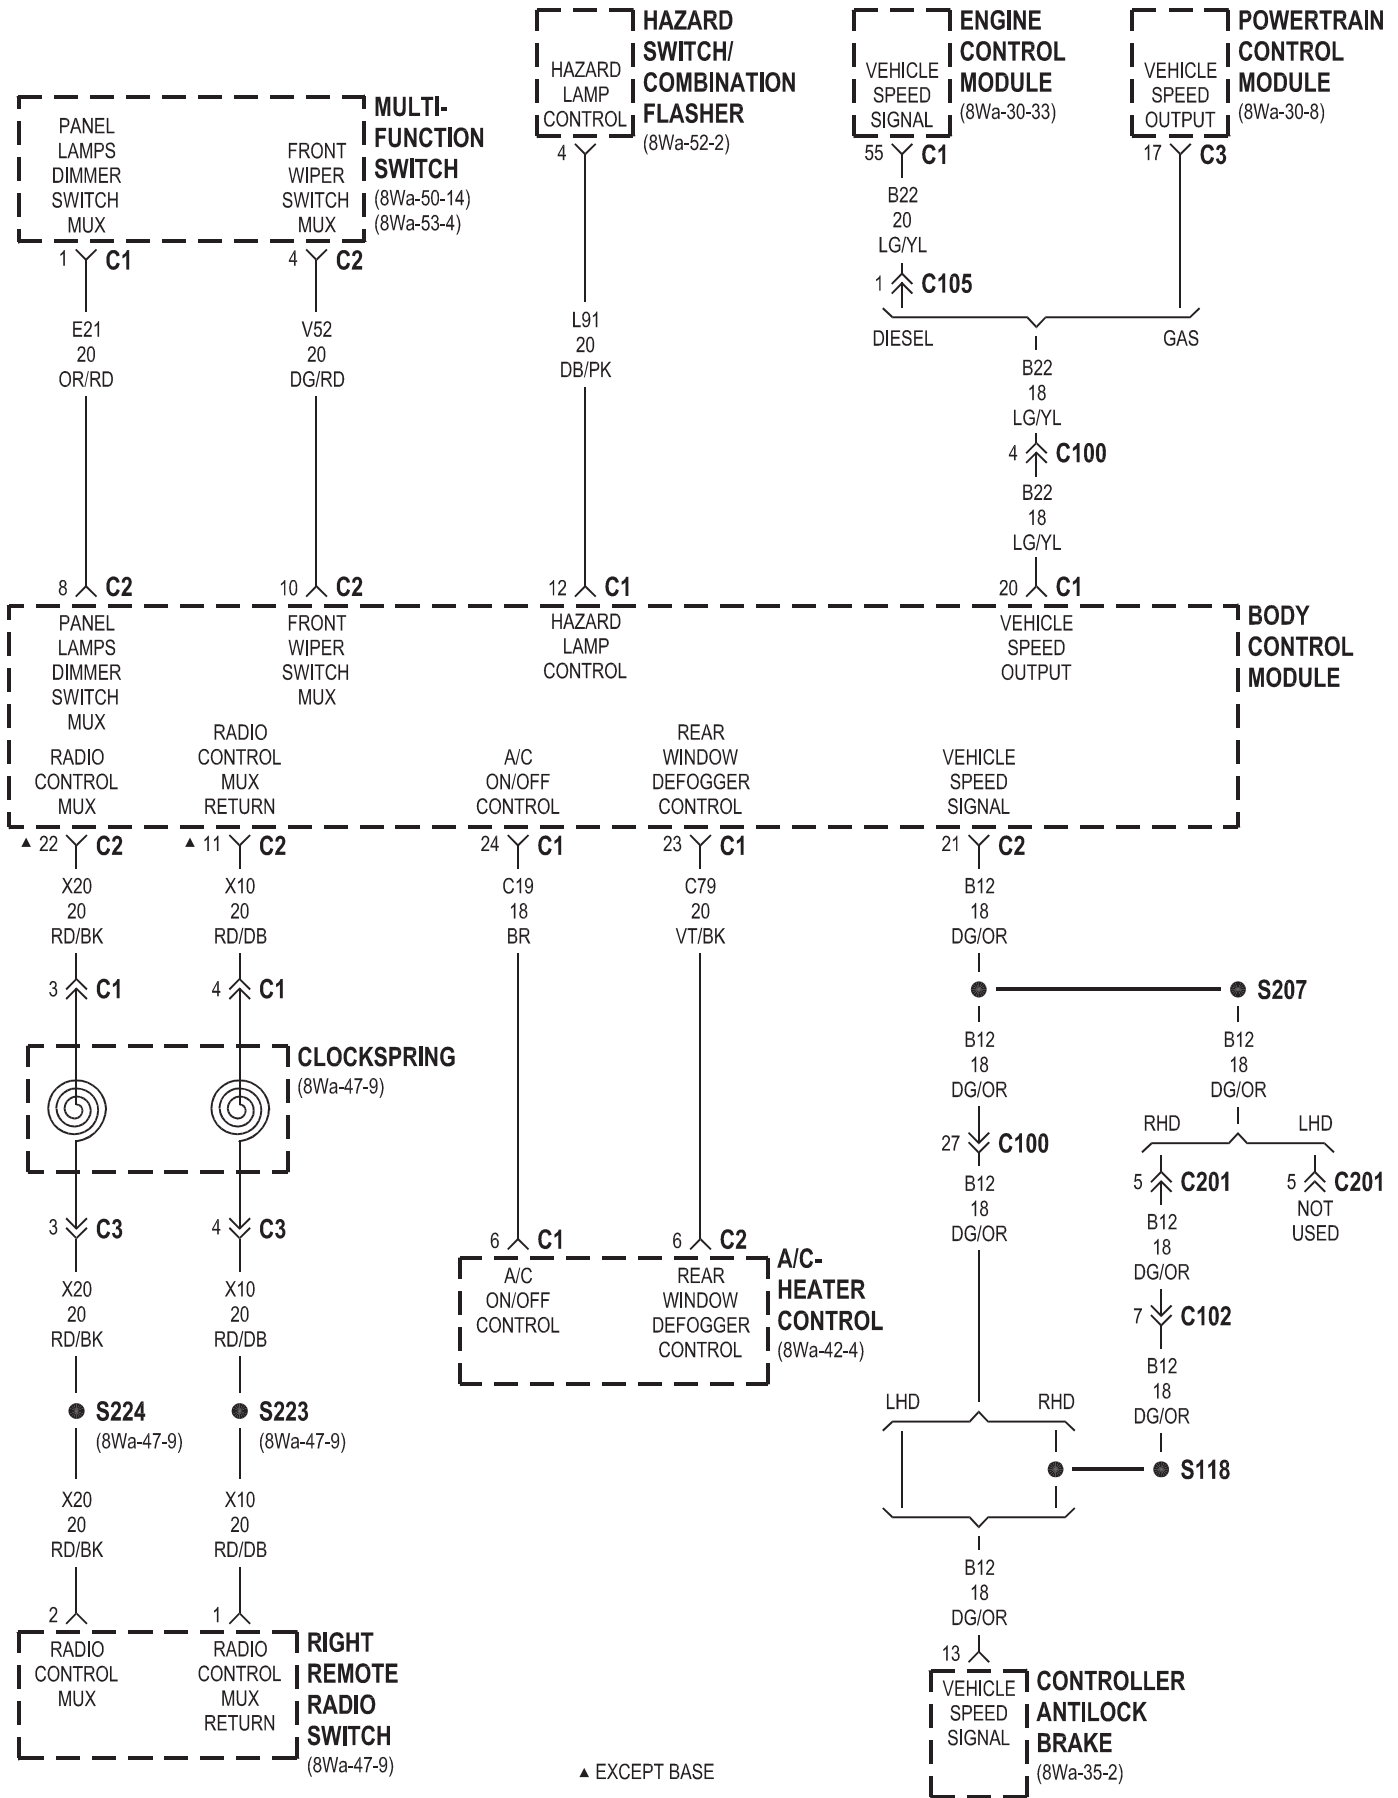 HAZARD
SWITCH/
COMBINATION
FLASHER
(8Wa-52-2)
HAZARD
LAMP
CONTROL
4
ENGINE
CONTROL
MODULE
(8Wa-30-33)
VEHICLE
SPEED
SIGNAL
55 C1
POWERTRAIN
CONTROL
MODULE
(8Wa-30-8)
VEHICLE
SPEED
OUTPUT
17 C3
MULTI-
FUNCTION
SWITCH
(8Wa-50-14)
(8Wa-53-4)
PANEL
LAMPS
DIMMER
SWITCH
MUX
FRONT
WIPER
SWITCH
MUX
1 C1
4 C2
B22
20
LG/YL
1 C105
DIESEL
GAS
E21
20
OR/RD
V52
20
DG/RD
L91
20
DB/PK
B22
18
LG/YL
4 C100
B22
18
LG/YL
8 C2
10 C2
12 C1
20 C1
BODY
CONTROL
MODULE
PANEL
LAMPS
DIMMER
SWITCH
MUX
FRONT
WIPER
SWITCH
MUX
HAZARD
LAMP
CONTROL
VEHICLE
SPEED
OUTPUT
RADIO
CONTROL
MUX
RADIO
CONTROL
MUX
RETURN
A/C
ON/OFF
CONTROL
REAR
WINDOW
DEFOGGER
CONTROL
VEHICLE
SPEED
SIGNAL
▲ 22 C2
▲ 11 C2
24 C1
23 C1
21 C2
X20
20
RD/BK
X10
20
RD/DB
C19
18
BR
C79
20
VT/BK
B12
18
DG/OR
3 C1
4 C1
S207
CLOCKSPRING
(8Wa-47-9)
B12
18
DG/OR
B12
18
DG/OR
27 C100
RHD
LHD
5 C201
5 C201
NOT
USED
B12
18
DG/OR
B12
18
DG/OR
3 C3
4 C3
6 C1
6 C2
A/C-
HEATER
CONTROL
(8Wa-42-4)
A/C
ON/OFF
CONTROL
REAR
WINDOW
DEFOGGER
CONTROL
7 C102
X20
20
RD/BK
X10
20
RD/DB
B12
18
DG/OR
LHD
RHD
S224
(8Wa-47-9)
S223
(8Wa-47-9)
S118
X20
20
RD/BK
X10
20
RD/DB
B12
18
DG/OR
2
1
13
RADIO
CONTROL
MUX
RADIO
CONTROL
MUX
RETURN
RIGHT
REMOTE
RADIO
SWITCH
(8Wa-47-9)
VEHICLE
SPEED
SIGNAL
CONTROLLER
ANTILOCK
BRAKE
(8Wa-35-2)
▲ EXCEPT BASE